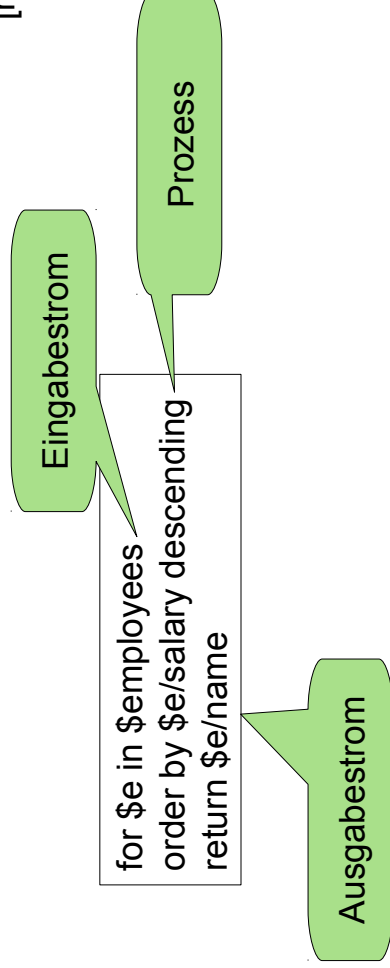 Eingabestrom
Prozess
for $e in $employees
order by $e/salary descending
return $e/name
Ausgabestrom